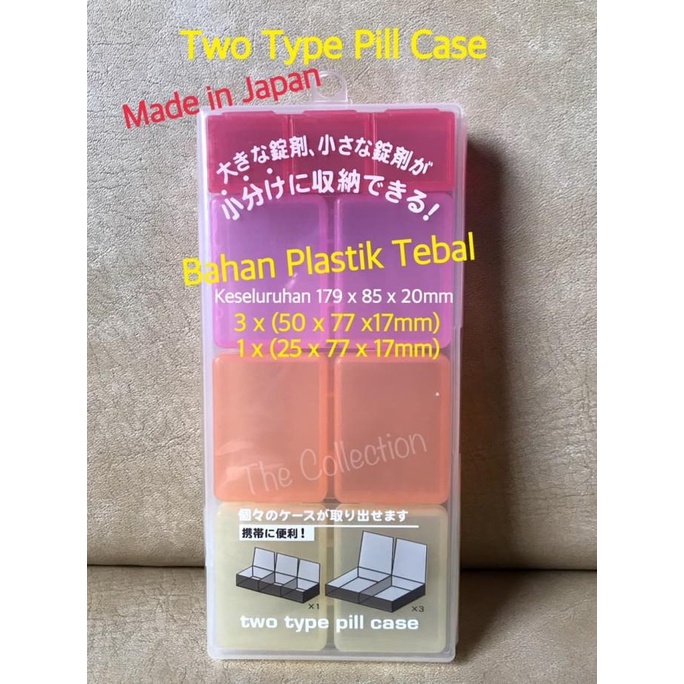 Two Type Pill Case
Made in Japan
大きな錠剤、小さな錠剤が
小分けに収納できる!
Bahan Plastik Tebal
Keseluruhan 179 x 85 x 20mm
3 x (50 x 77 x17mm)
1 x (25 x 77 x 17mm)
The Collection
個々のケースが取り出せます
携帯に便利!
×1
×3
two type pill case